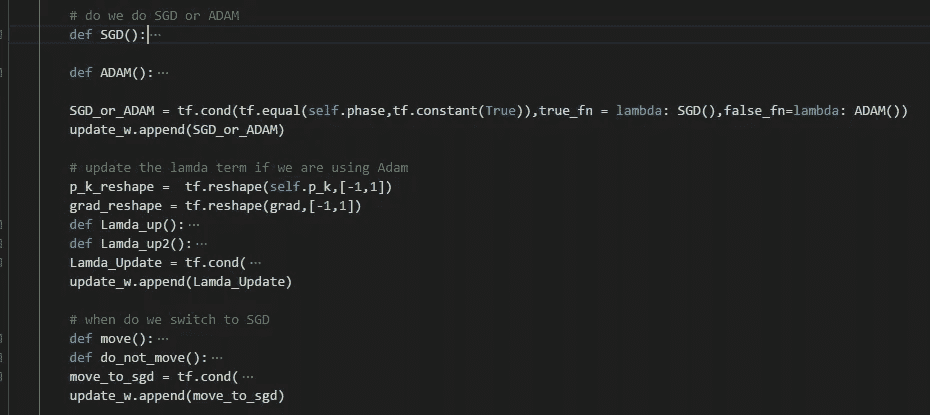 # do we do SGD or ADAM
def SGD():···
def ADAM():···
SGD_or_ADAM = tf.cond(tf.equal(self.phase,tf.constant(True)),true_fn = lambda: SGD(),false_fn=lambda: ADAM())
update_w.append(SGD_or_ADAM)
# update the lamda term if we are using Adam
p_k_reshape =  tf.reshape(self.p_k,[-1,1])
grad_reshape = tf.reshape(grad,[-1,1])
def Lamda_up():···
def Lamda_up2():···
Lamda_Update = tf.cond( ···
update_w.append(Lamda_Update)
# when do we switch to SGD
def move():···
def do_not_move():···
move_to_sgd = tf.cond( ···
update_w.append(move_to_sgd)